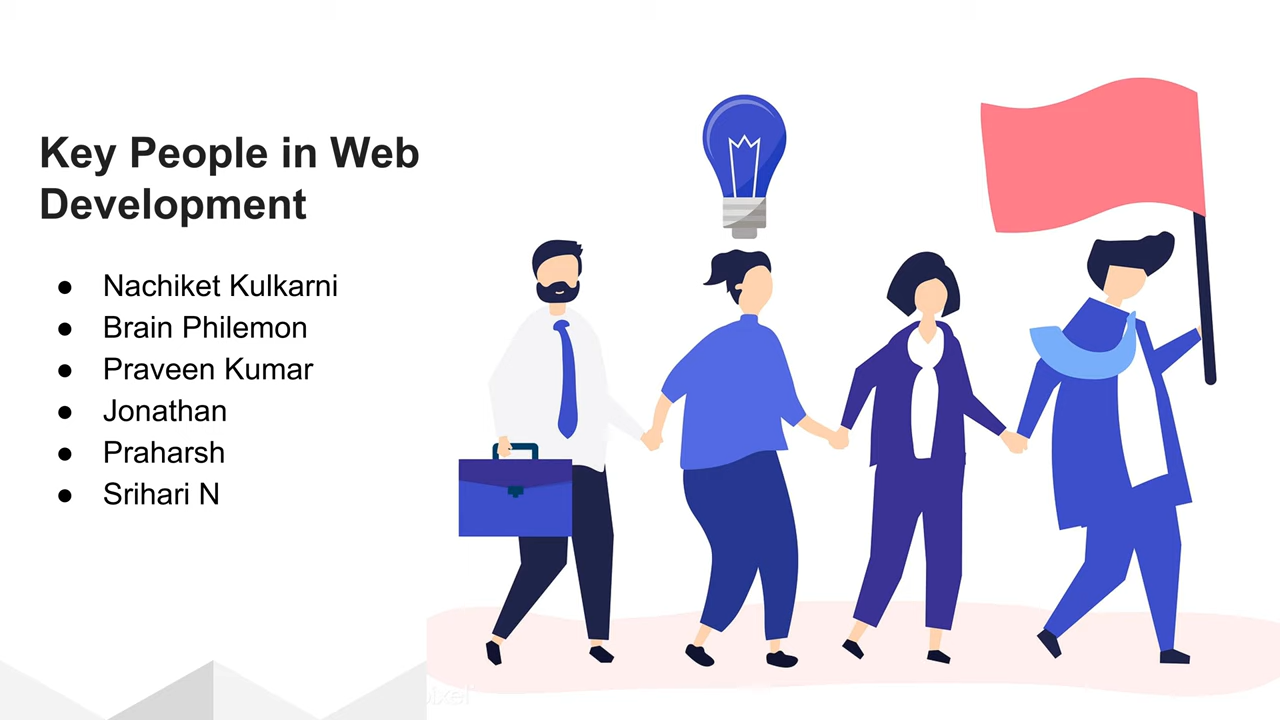 Key People in Web
Development
● Nachiket Kulkarni
● Brain Philemon
● Praveen Kumar
● Jonathan
● Praharsh
● Srihari N